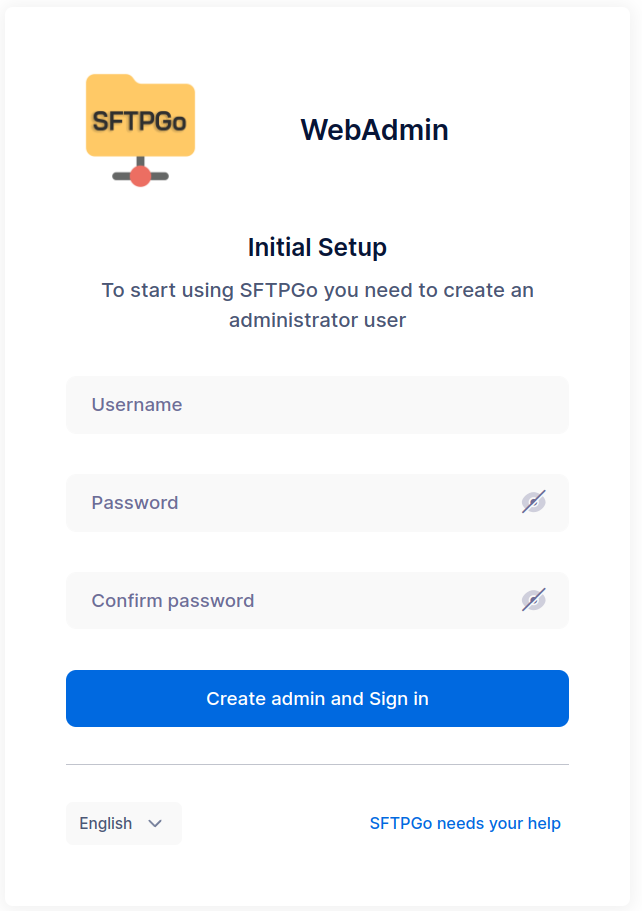 SFTPGo
WebAdmin
Initial Setup
To start using SFTPGo you need to create an
administrator user
Username
Password
Confirm password
Create admin and Sign in
English
SFTPGo needs your help